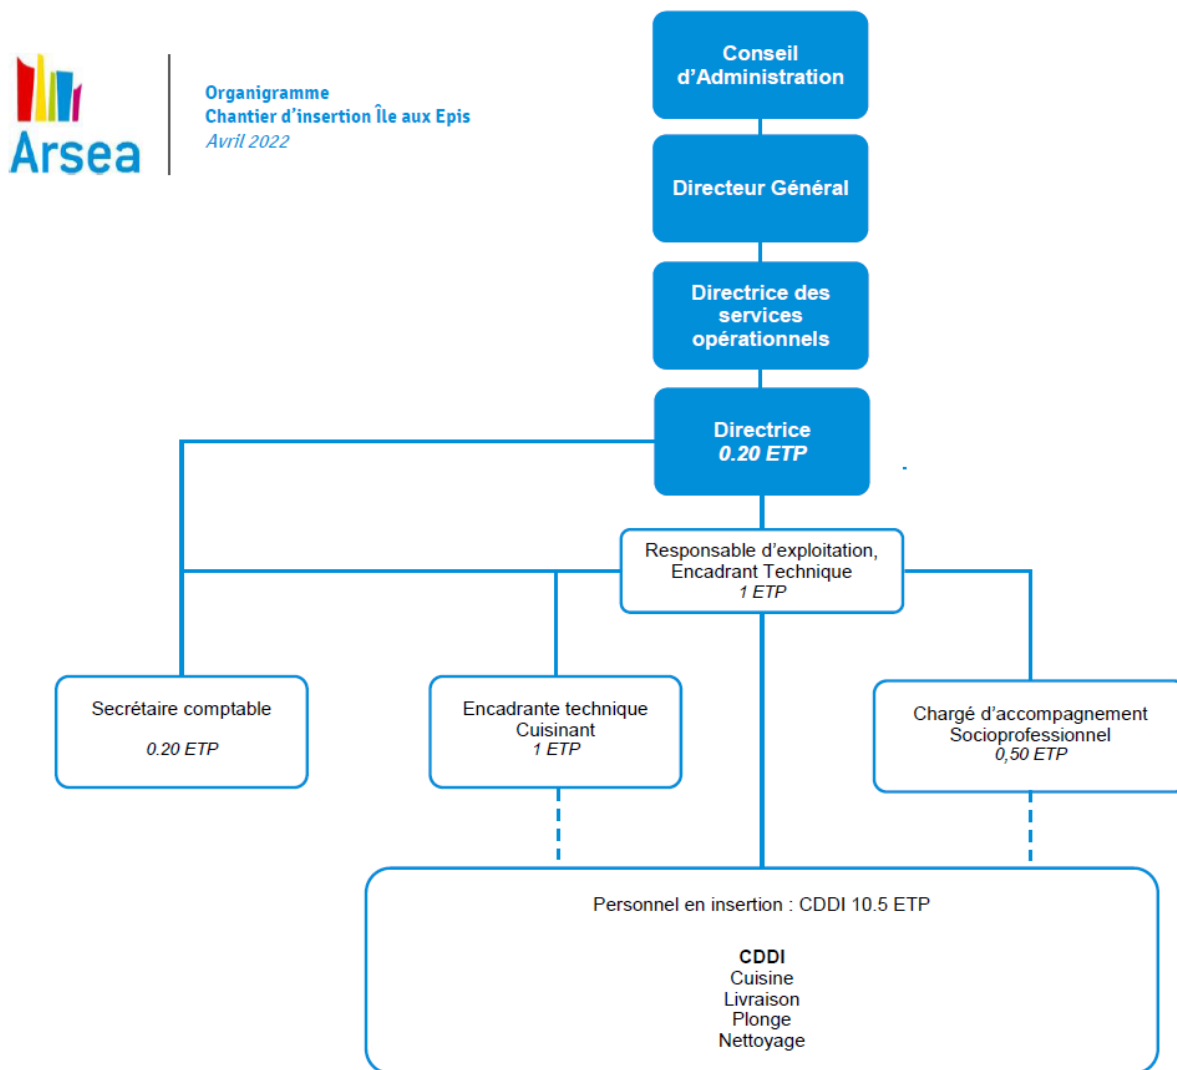 Arsea
Organigramme
Chantier d'insertion Île aux Epis
Avril 2022
Conseil
d'Administration
Directeur Général
Directrice des
services
opérationnels
Directrice
0.20 ETP
Responsable d'exploitation,
Encadrant Technique
1 ETP
Secrétaire comptable
0.20 ETP
Encadrante technique
Cuisinant
1 ETP
Chargé d'accompagnement
Socioprofessionnel
0,50 ETP
Personnel en insertion : CDDI 10.5 ETP
CDDI
Cuisine
Livraison
Plonge
Nettoyage